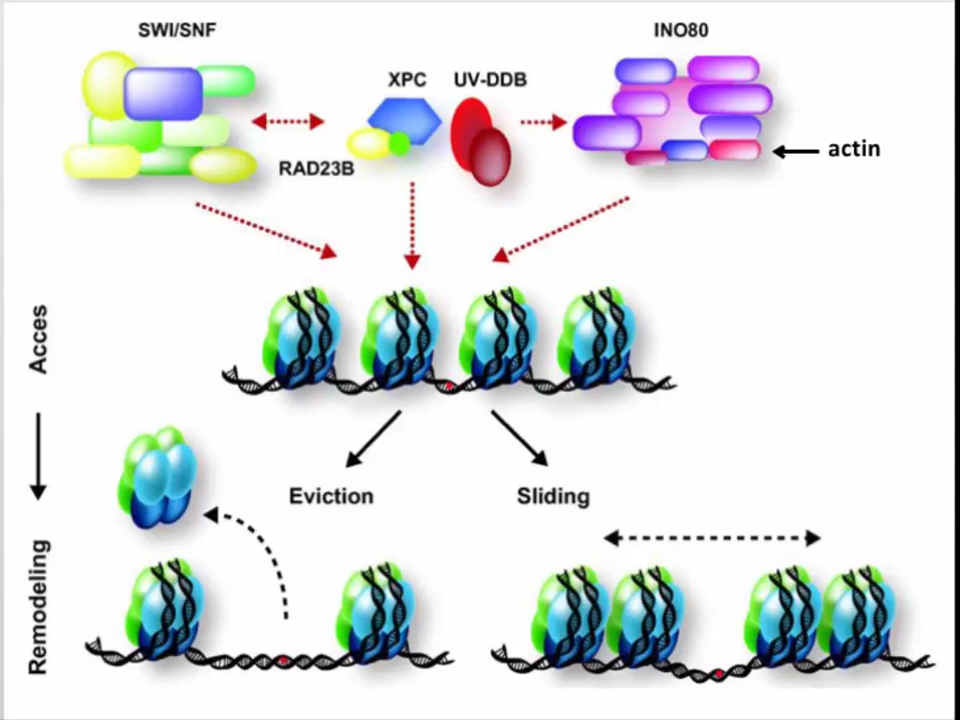 SWI/SNF
INO80
XPC
UV-DDB
RAD23B
actin
Acces
Eviction
Sliding
Remodeling